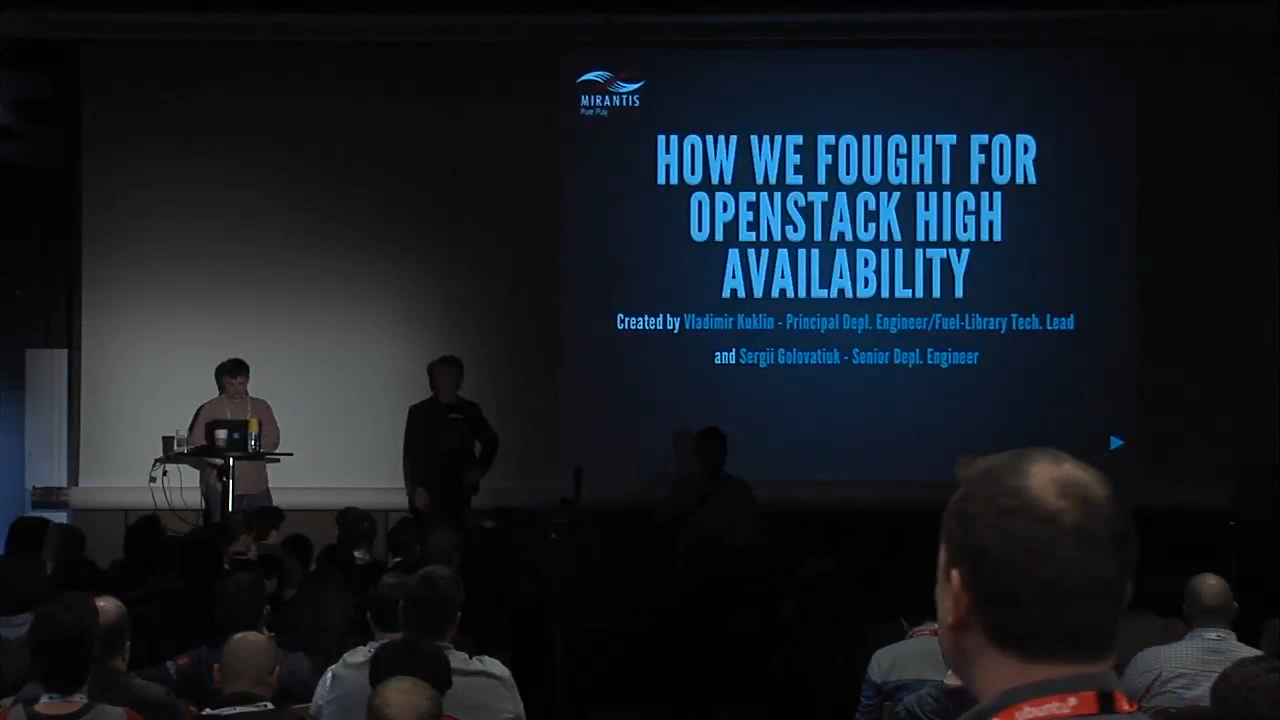 MIRANTIS
Pure Play
HOW WE FOUGHT FOR
OPENSTACK HIGH
AVAILABILITY
Created by Vladimir Kuklin - Principal Depl. Engineer/Fuel-Library Tech. Lead
and Sergii Golovatiuk - Senior Depl. Engineer
ubuntu